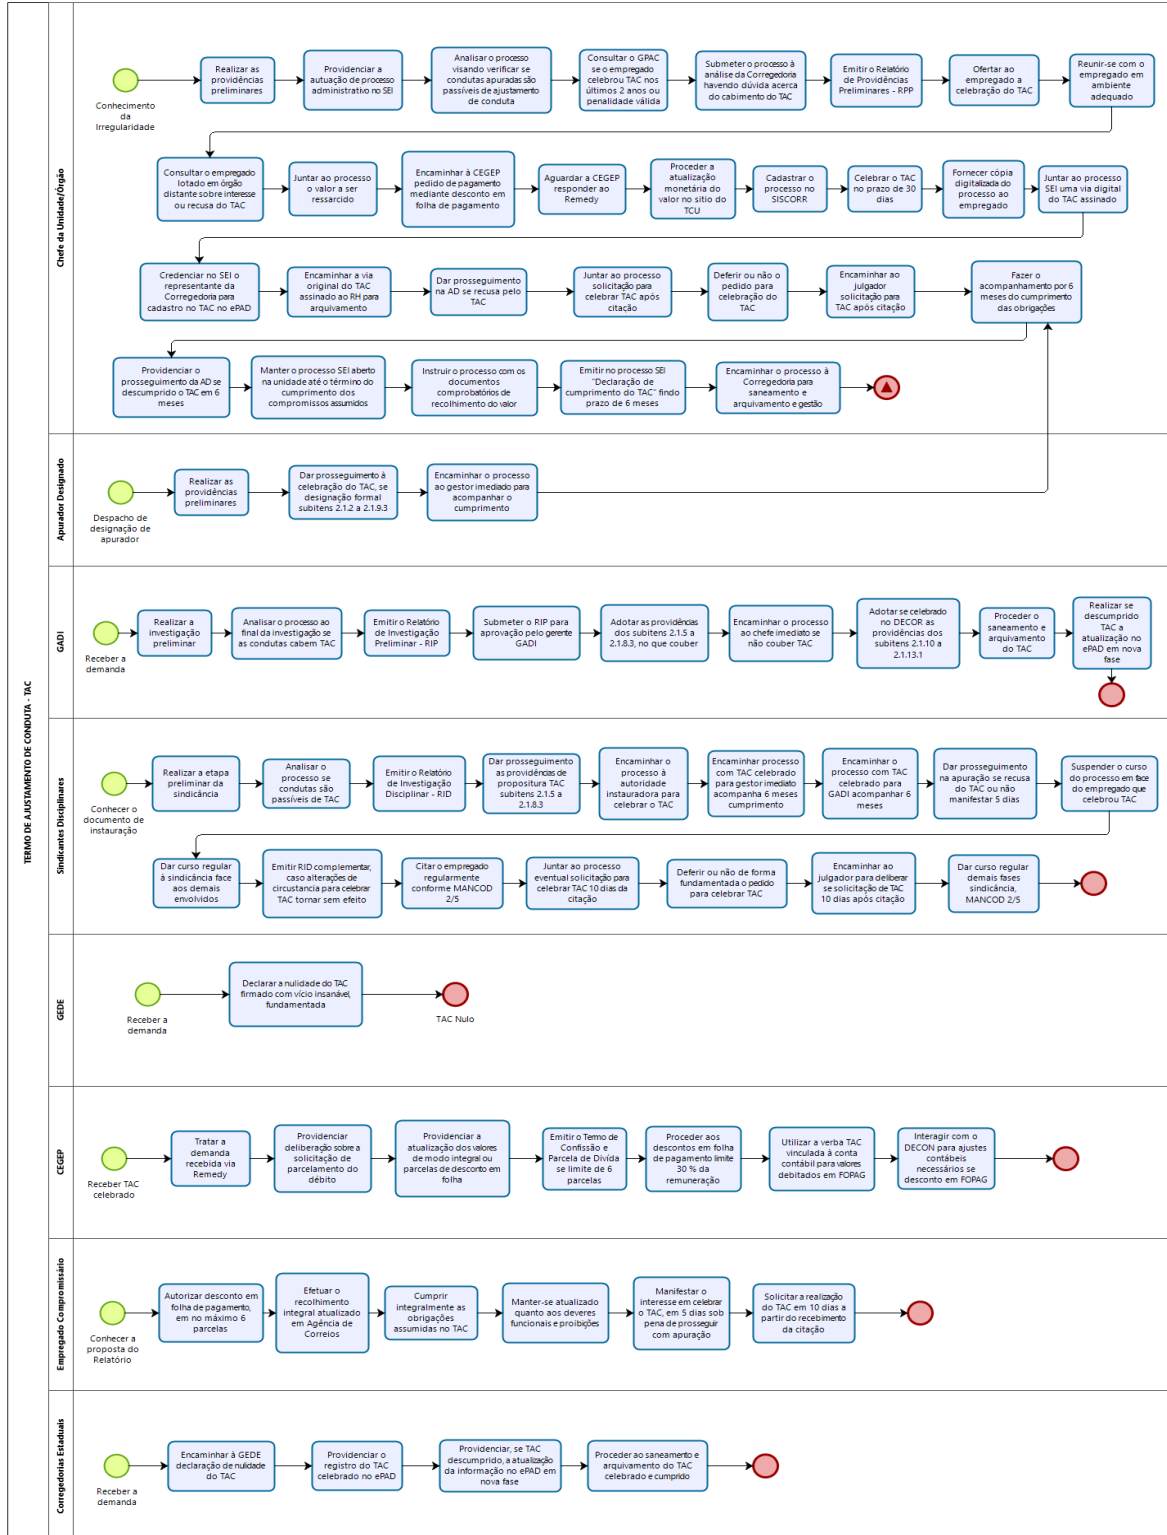 TERMO DE AJUSTAMENTO DE CONDUTA - TAC
Chefe da Unidade/Órgão
Conhecimento
da
Irregularidade
Realizar as
providências
preliminares
Providenciar a
autuação de processo
administrativo no SEI
Analisar o processo
visando verificar se
condutas apuradas são
passíveis de ajustamento
de conduta
Consultar o GPAC
se o empregado
celebrou TAC nos
últimos 2 anos ou
penalidade válida
Submeter o processo à
análise da Corregedoria
havendo dúvida acerca
do cabimento do TAC
Emitir o Relatório
de Providências
Preliminares - RPP
Ofertar ao
empregado a
celebração do TAC
Reunir-se com o
empregado em
ambiente
adequado
Consultar o empregado
lotado em órgão
distante sobre interesse
ou recusa do TAC
Juntar ao processo
o valor a ser
ressarcido
Encaminhar à CEGEP
pedido de pagamento
mediante desconto em
folha de pagamento
Aguardar a CEGEP
responder ao
Remedy
Proceder a
atualização
monetária do
valor no sítio do
TCU
Cadastrar o
processo no
SISCORR
Celebrar o TAC
no prazo de 30
dias
Fornecer cópia
digitalizada do
processo ao
empregado
Juntar ao processo
SEI uma via digital
do TAC assinado
Credenciar no SEI o
representante da
Corregedoria para
cadastro no TAC no ePAD
Encaminhar a via
original do TAC
assinado ao RH para
arquivamento
Dar prosseguimento
na AD se recusa pelo
TAC
Juntar ao processo
solicitação para
celebrar TAC após
citação
Deferir ou não o
pedido para
celebração do
TAC
Encaminhar ao
julgador
solicitação para
TAC após citação
Fazer o
acompanhamento por 6
meses do cumprimento
das obrigações
Providenciar o
prosseguimento da AD se
descumprido o TAC em 6
meses
Manter o processo SEI aberto
na unidade até o término do
cumprimento dos
compromissos assumidos
Instruir o processo com os
documentos
comprobatórios de
recolhimento do valor
Emitir no processo SEI
"Declaração de
cumprimento do TAC" findo
prazo de 6 meses
Encaminhar o processo à
Corregedoria para
saneamento e
arquivamento e gestão
Apurador Designado
Despacho de
designação de
apurador
Realizar as
providências
preliminares
Dar prosseguimento à
celebração do TAC, se
designação formal
subitens 2.1.2 a 2.1.9.3
Encaminhar o processo
ao gestor imediado para
acompanhar o
cumprimento
GADI
Receber a
demanda
Realizar a
investigação
preliminar
Analisar o processo ao
final da investigação se
as condutas cabem TAC
Emitir o Relatório
de Investigação
Preliminar - RIP
Submeter o RIP para
aprovação pelo gerente
GADI
Adotar as providências
dos subitens 2.1.5 a
2.1.8.3, no que couber
Encaminhar o processo
ao chefe imediato se
não couber TAC
Adotar se celebrado
no DECOR as
providências dos
subitens 2.1.10 a
2.1.13.1
Proceder o
saneamento e
arquivamento
do TAC
Realizar se
descumprido
TAC a
atualização no
ePAD em nova
fase
Sindicantes Disciplinares
Conhecer o
documento de
instauração
Realizar a etapa
preliminar da
sindicância
Analisar o
processo se
condutas são
passíveis de TAC
Emitir o Relatório
de Investigação
Disciplinar - RID
Dar prosseguimento
as providências de
propositura TAC
subitens 2.1.5 a
2.1.8.3
Encaminhar o
processo à
autoridade
instauradora para
celebrar o TAC
Encaminhar processo
com TAC celebrado
para gestor imediato
acompanha 6 meses
cumprimento
Encaminhar o
processo com TAC
celebrado para
GADI acompanhar 6
meses
Dar prosseguimento
na apuração se recusa
do TAC ou não
manifestar 5 dias
Suspender o curso
do processo em face
do empregado que
celebrou TAC
Dar curso regular
à sindicância face
aos demais
envolvidos
Emitir RID complementar,
caso alterações de
circustancia para celebrar
TAC tornar sem efeito
Citar o empregado
regularmente
conforme MANCOD
2/5
Juntar ao processo
eventual solicitação para
celebrar TAC 10 dias da
citação
Deferir ou não de forma
fundamentada o pedido
para celebrar TAC
Encaminhar ao
julgador para deliberar
se solicitação de TAC
10 dias após citação
Dar curso regular
demais fases
sindicância,
MANCOD 2/5
GEDE
Receber a
demanda
Declarar a nulidade do TAC
firmado com vício insanável,
fundamentada
TAC Nulo
CEGEP
Receber TAC
celebrado
Tratar a
demanda
recebida via
Remedy
Providenciar
deliberação sobre a
solicitação de
parcelamento do
débito
Providenciar a
atualização dos valores
de modo integral ou
parcelas de desconto em
folha
Emitir o Termo de
Confissão e
Parcela de Divída
se limite de 6
parcelas
Proceder aos
descontos em folha
de pagamento limite
30 % da
remuneração
Utilizar a verba TAC
vinculada à conta
contábil para valores
debitados em FOPAG
Interagir com o
DECON para ajustes
contábeis
necessários se
desconto em FOPAG
Empregado Compromissário
Conhecer a
proposta do
Relatório
Autorizar desconto em
folha de pagamento,
em no máximo 6
parcelas
Efetuar o
recolhimento
integral atualizado
em Agência de
Correios
Cumprir
integralmente as
obrigações
assumidas no TAC
Manter-se atualizado
quanto aos deveres
funcionais e proibições
Manifestar o
interesse em celebrar
o TAC, em 5 dias sob
pena de prosseguir
com apuração
Solicitar a realização
do TAC em 10 dias a
partir do recebimento
da citação
Corregedorias Estaduais
Receber a
demanda
Encaminhar à GEDE
declaração de nulidade
do TAC
Providenciar o
registro do TAC
celebrado no ePAD
Providenciar, se TAC
descumprido, a atualização
da informação no ePAD em
nova fase
Proceder ao saneamento e
arquivamento do TAC
celebrado e cumprido